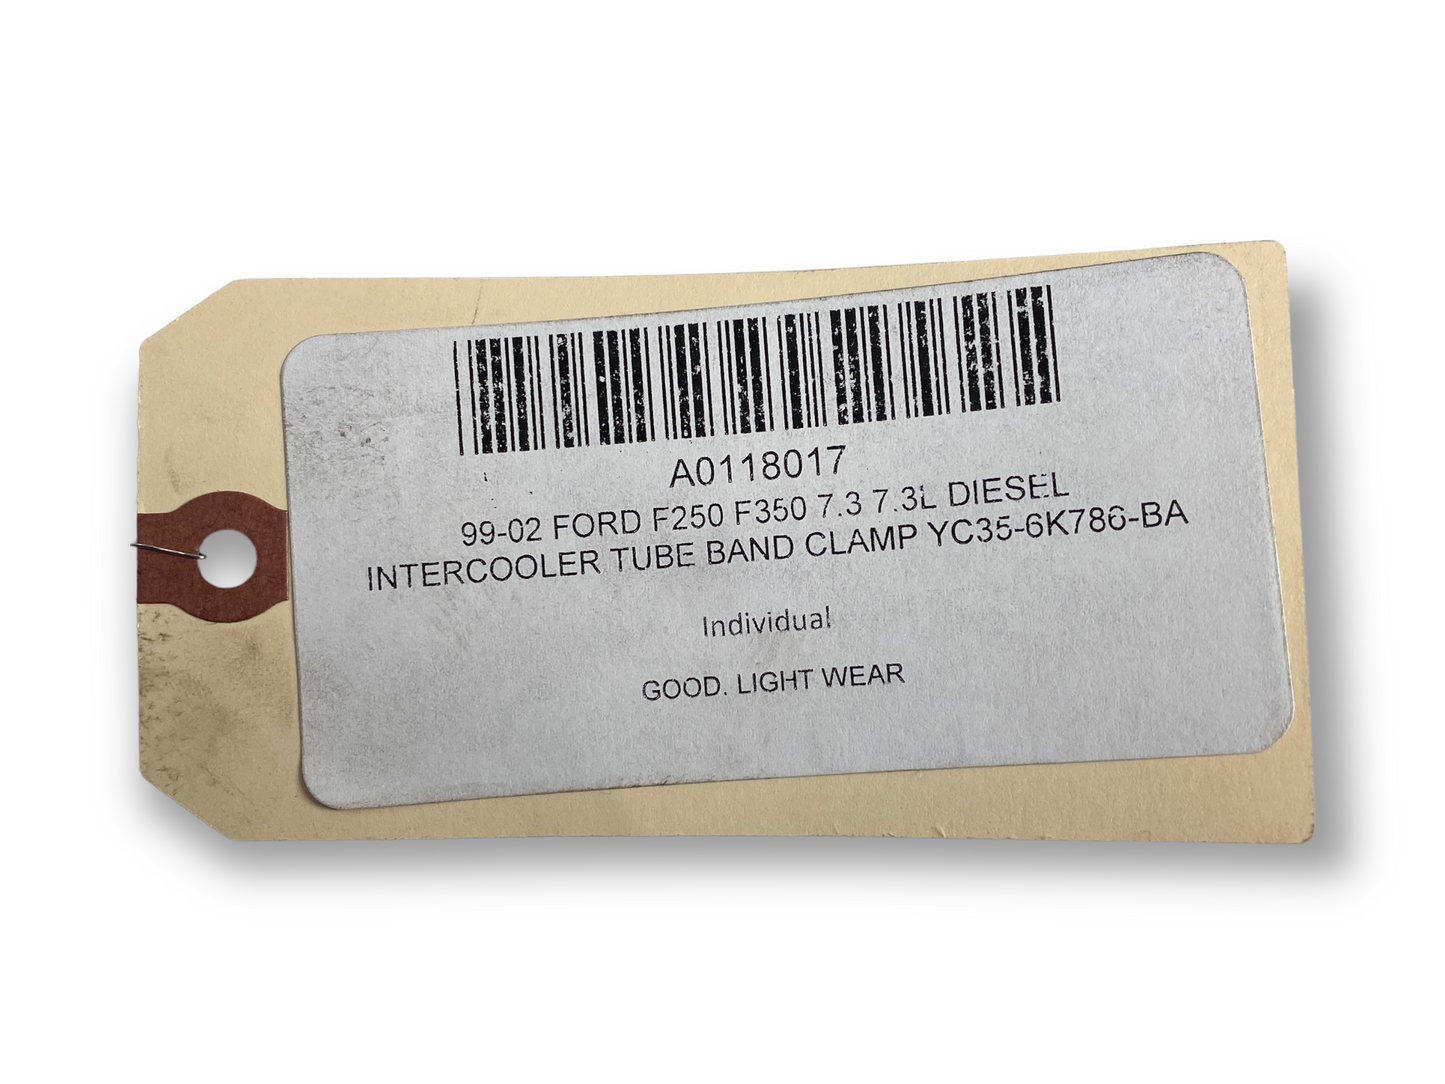 A0118017
99-02 FORD F250 F350 7.3 7.3L DIESEL
INTERCOOLER TUBE BAND CLAMP YC35-6K786-BA
Individual
GOOD. LIGHT WEAR